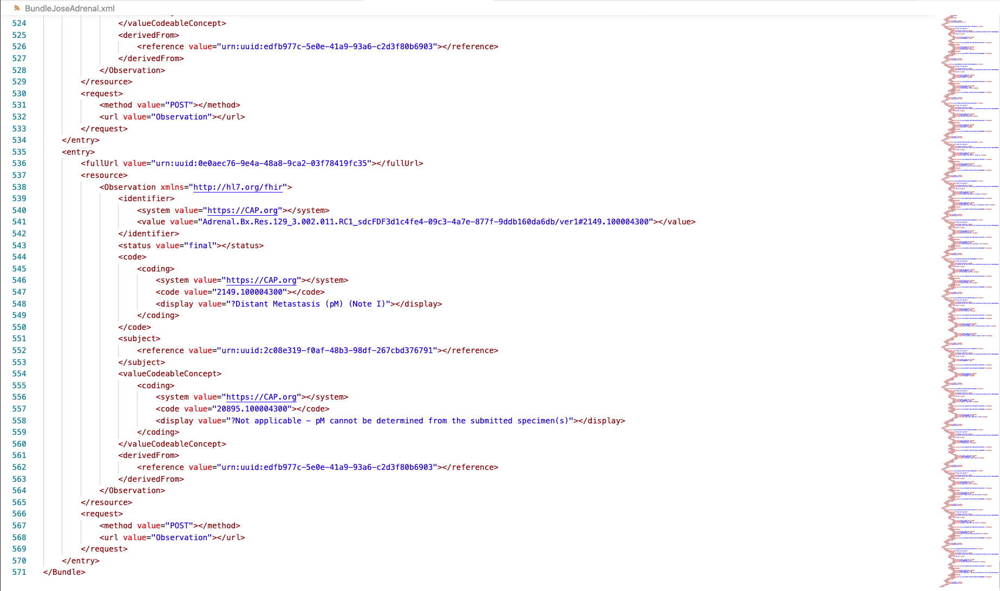 BundleJoseAdrenal.xml
524 </valueCodeableConcept>
525 <derivedFrom>
526 <reference value="urn:uuid:edfb977c-5e0e-41a9-93a6-c2d3f80b6903"></reference>
527 </derivedFrom>
528 </Observation>
529 </resource>
530 <request>
531 <method value="POST"></method>
532 <url value="Observation"></url>
533 </request>
534 </entry>
535 <entry>
536 <fullUrl value="urn:uuid:0e0aec76-9e4a-48a8-9ca2-03f78419fc35"></fullUrl>
537 <resource>
538 <Observation xmlns="http://hl7.org/fhir">
539 <identifier>
540 <system value="https://CAP.org"></system>
541 <value value="Adrenal.Bx.Res.129_3.002.011.RC1_sdcFDF3d1c4fe4-09c3-4a7e-877f-9ddb160da6db/ver1#2149.100004300"></value>
542 </identifier>
543 <status value="final"></status>
544 <code>
545 <coding>
546 <system value="https://CAP.org"></system>
547 <code value="2149.100004300"></code>
548 <display value="?Distant Metastasis (pM) (Note I)"></display>
549 </coding>
550 </code>
551 <subject>
552 <reference value="urn:uuid:2c08e319-f0af-48b3-98df-267cbd376791"></reference>
553 </subject>
554 <valueCodeableConcept>
555 <coding>
556 <system value="https://CAP.org"></system>
557 <code value="20895.100004300"></code>
558 <display value="?Not applicable - pM cannot be determined from the submitted specimen(s)"></display>
559 </coding>
560 </valueCodeableConcept>
561 <derivedFrom>
562 <reference value="urn:uuid:edfb977c-5e0e-41a9-93a6-c2d3f80b6903"></reference>
563 </derivedFrom>
564 </Observation>
565 </resource>
566 <request>
567 <method value="POST"></method>
568 <url value="Observation"></url>
569 </request>
570 </entry>
571 </Bundle>